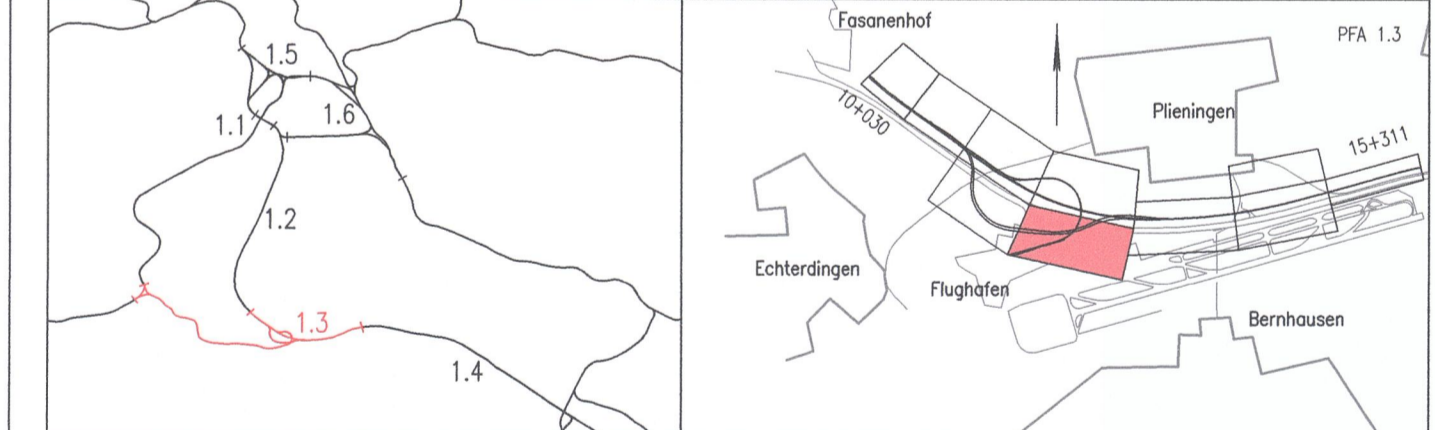 1.5
1.6
1.1
1.2
1.3
1.4
Fasanenhof
PFA 1.3
10+030
Plieningen
15+311
Echterdingen
Flughafen
Bernhausen